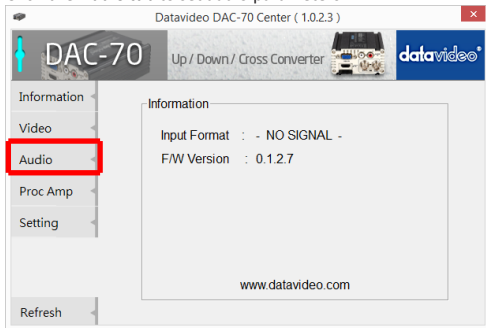 Datavideo DAC-70 Center ( 1.0.2.3 )
DAC-70
Up / Down / Cross Converter
datavideo
Information
Video
Audio
Proc Amp
Setting
Refresh
Information
Input Format : - NO SIGNAL -
F/W Version : 0.1.2.7
www.datavideo.com